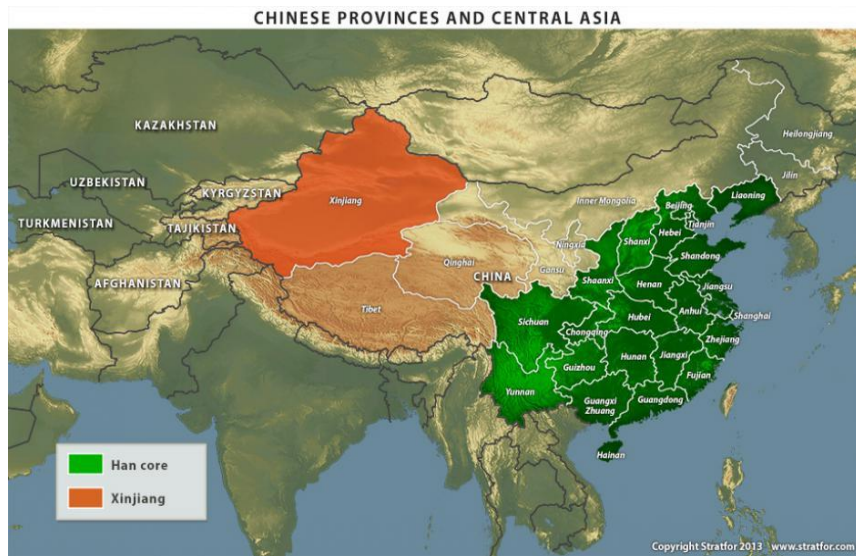 CHINESE PROVINCES AND CENTRAL ASIA
KAZAKHSTAN
Heilongjiang
Jilin
UZBEKISTAN
KYRGYZSTAN
Xinjiang
Inner Mongolia
Beijing
Liaoning
TURKMENISTAN
TAJIKISTAN
Tianjin
Hebei
Shanxi
Ningxia
Shandong
AFGHANISTAN
Qinghai
CHINA
Gansu
Shaanxi
Henan
Jiangsu
Tibet
Anhui
Shanghai
Sichuan
Hubei
Chongqing
Zhejiang
Hunan
Jiangxi
Guizhou
Fujian
Yunnan
Guangxi
Zhuang
Guangdong
Hainan
Han core
Xinjiang
Copyright Stratfor 2013 www.stratfor.com